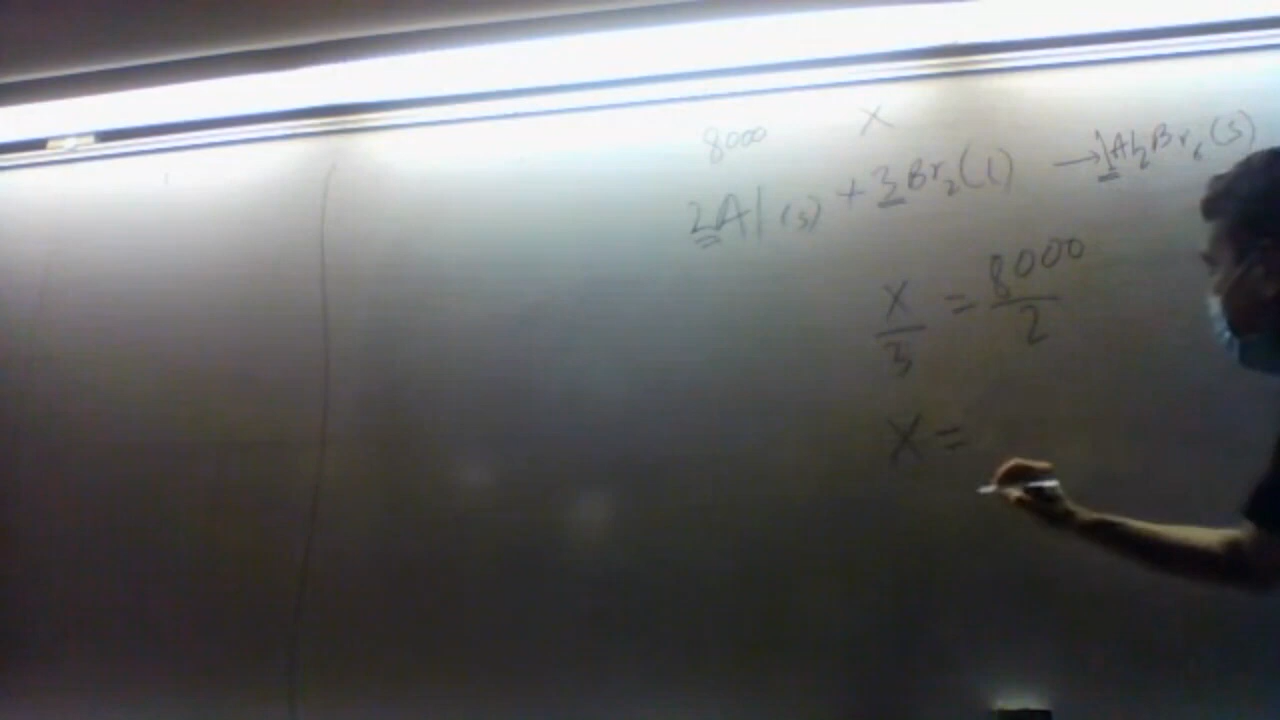 8000 X
2Al(s) + 3Br₂(l) → 1Al₂Br₆(s)
X/3 = 8000/2
X =